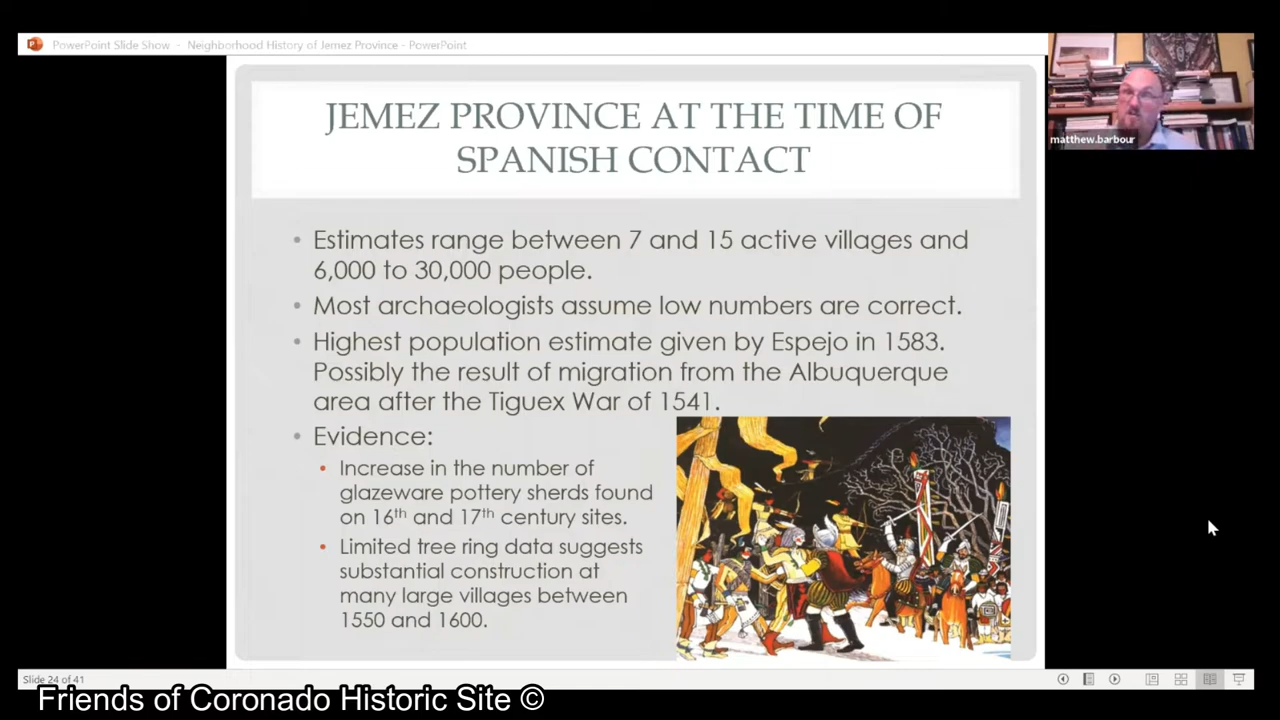 PowerPoint Slide Show - Neighborhood History of Jemez Province - PowerPoint
matthew.barbour
JEMEZ PROVINCE AT THE TIME OF
SPANISH CONTACT
• Estimates range between 7 and 15 active villages and
6,000 to 30,000 people.
• Most archaeologists assume low numbers are correct.
• Highest population estimate given by Espejo in 1583.
Possibly the result of migration from the Albuquerque
area after the Tiguex War of 1541.
• Evidence:
• Increase in the number of
glazeware pottery sherds found
on 16th and 17th century sites.
• Limited tree ring data suggests
substantial construction at
many large villages between
1550 and 1600.
Slide 24 of 41
Friends of Coronado Historic Site ©